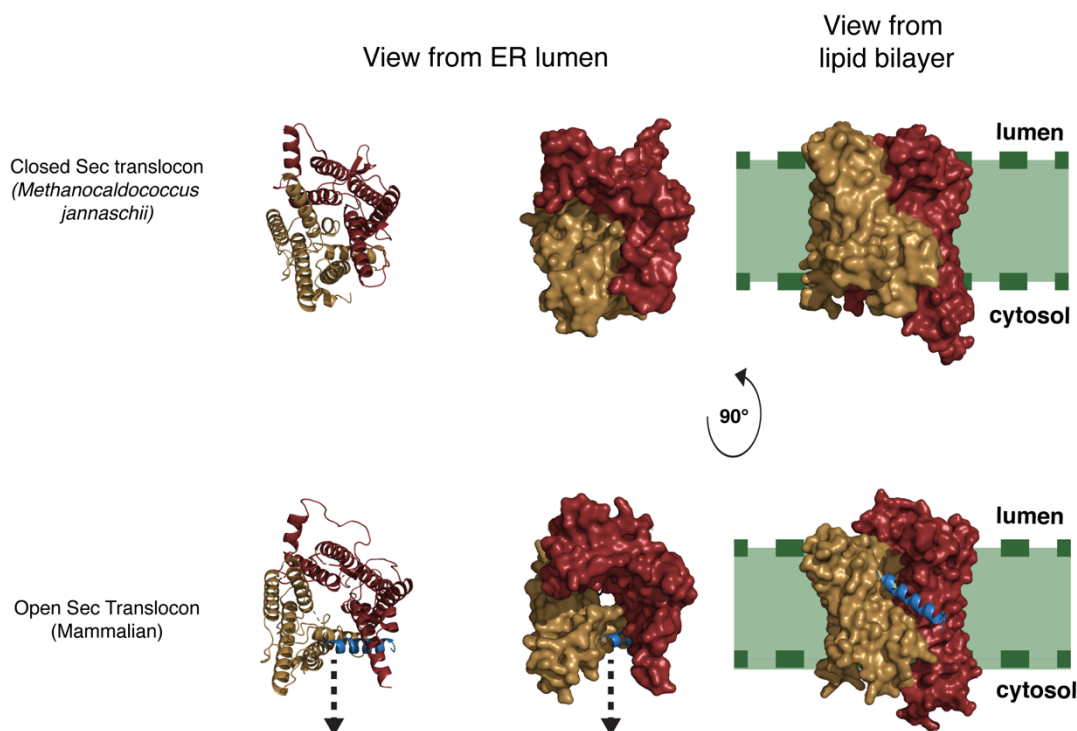 View from ER lumen
View from
lipid bilayer
Closed Sec translocon
(Methanocaldococcus
jannaschii)
lumen
cytosol
90°
Open Sec Translocon
(Mammalian)
lumen
cytosol